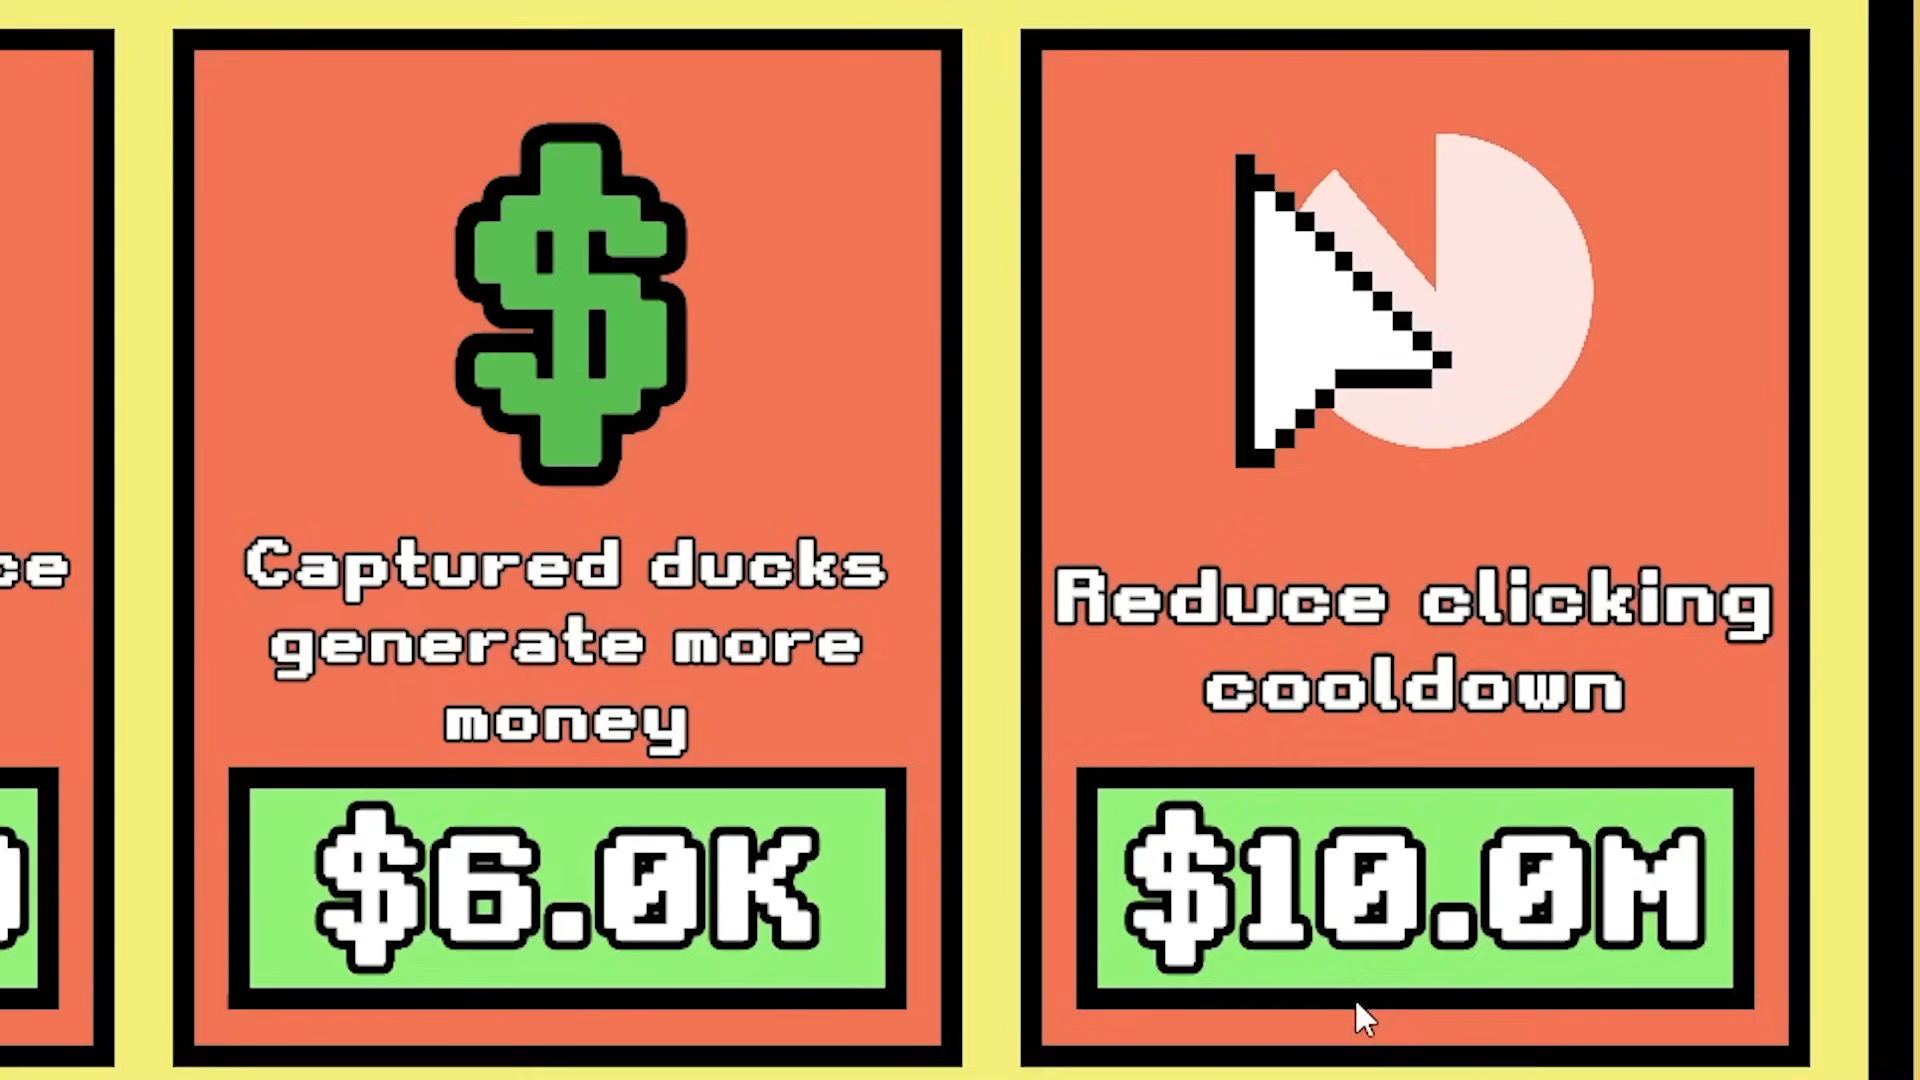 Captured ducks
generate more
money
$6.0K
Reduce clicking
cooldown
$10.0M